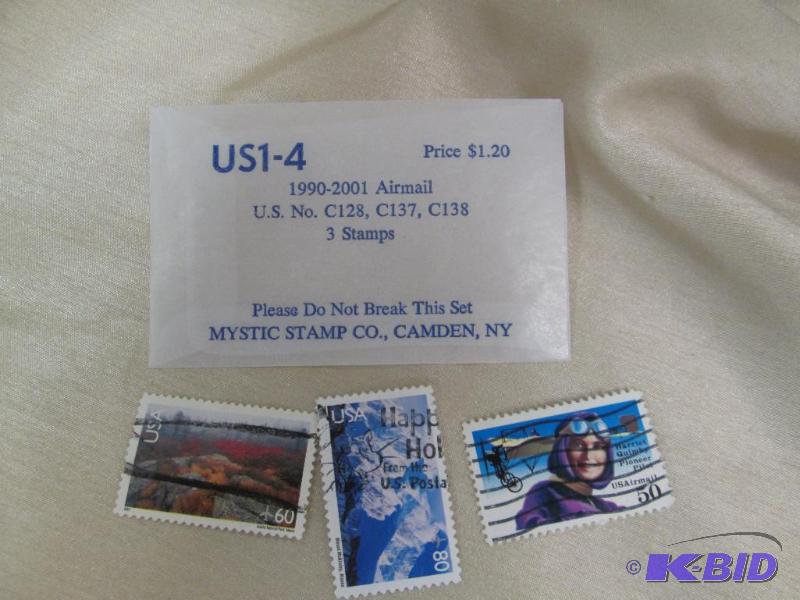 US1-4
Price $1.20
1990-2001 Airmail
U.S. No. C128, C137, C138
3 Stamps
Please Do Not Break This Set
MYSTIC STAMP CO., CAMDEN, NY
USA
60
USA
Happ
Hol
From the
U.S. Posta
80
Harriet
Quimby
Pioneer
Pilot
USAirmail
50
© K-BID